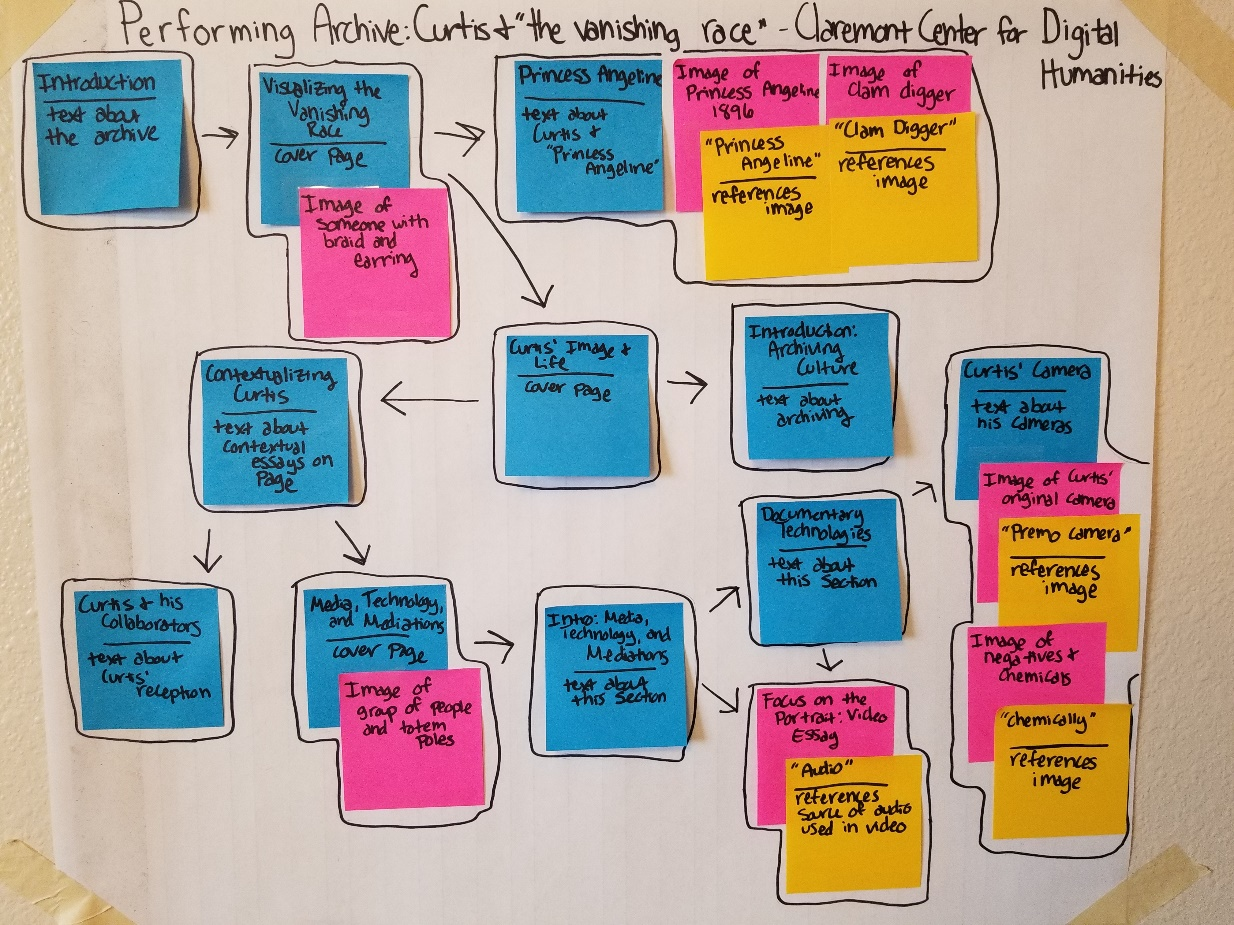 Performing Archive: Curtis + "the vanishing race" - Claremont Center for Digital
Humanities
Introduction
text about
the archive
Visualizing the
Vanishing
Race
cover Page
Image of
someone with
braid and
earring
Princess Angeline
text about
Curtis +
"Princess
Angeline"
Image of
Princess Angeline
1896
"Princess
Angeline"
references
image
Image of
Clam digger
"Clam Digger"
references
image
Curtis' Image +
Life
cover Page
Introduction:
Archiving
Culture
text about
archiving
Contextualizing
Curtis
text about
contextual
essays on
Page
Curtis' Camera
text about
his cameras
Image of Curtis'
original camera
"Premo Camera"
references
image
Image of
negatives +
Chemicals
"chemically"
references
image
Documentary
Technologies
text about
this Section
Curtis + his
Collaborators
text about
Curtis'
reception
Media, Technology,
and Mediations
cover Page
Image of
group of people
and totem
Poles
Intro: Media,
Technology, and
Mediations
text about
this Section
Focus on the
Portrait: Video
Essay
"Audio"
references
source of audio
used in video